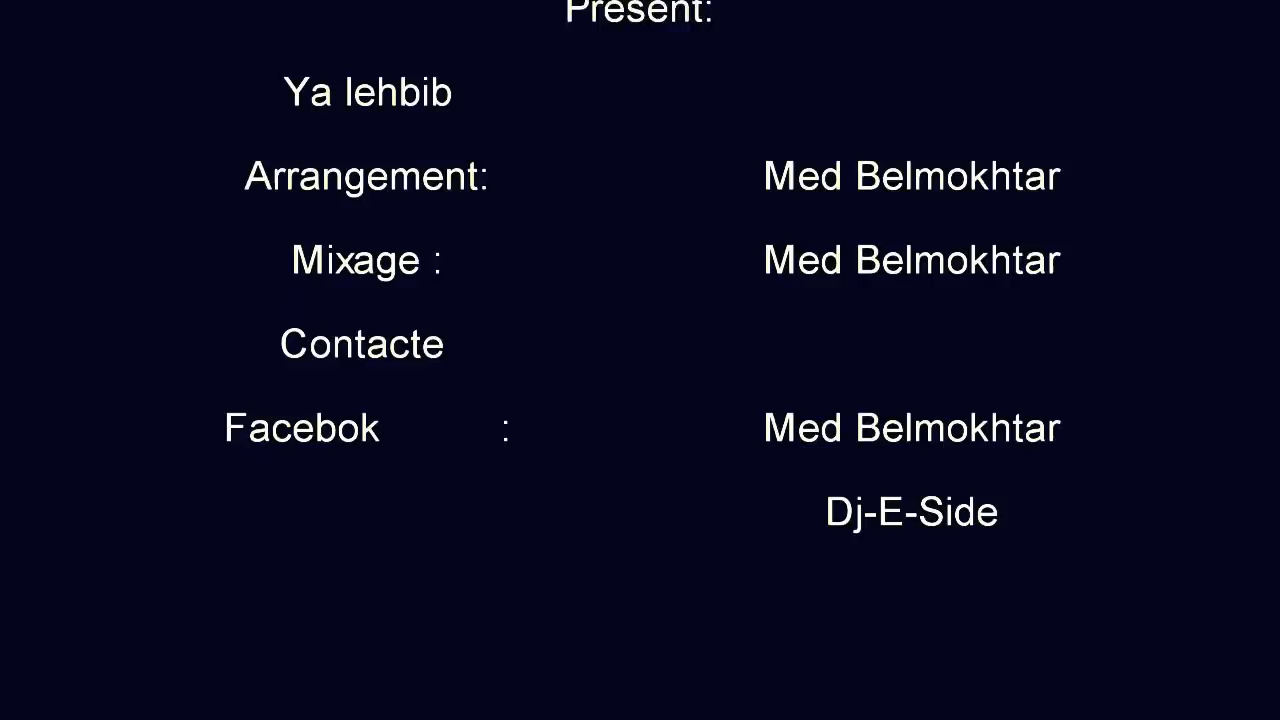 Present:
Ya lehbib
Arrangement: Med Belmokhtar
Mixage : Med Belmokhtar
Contacte
Facebok : Med Belmokhtar
Dj-E-Side